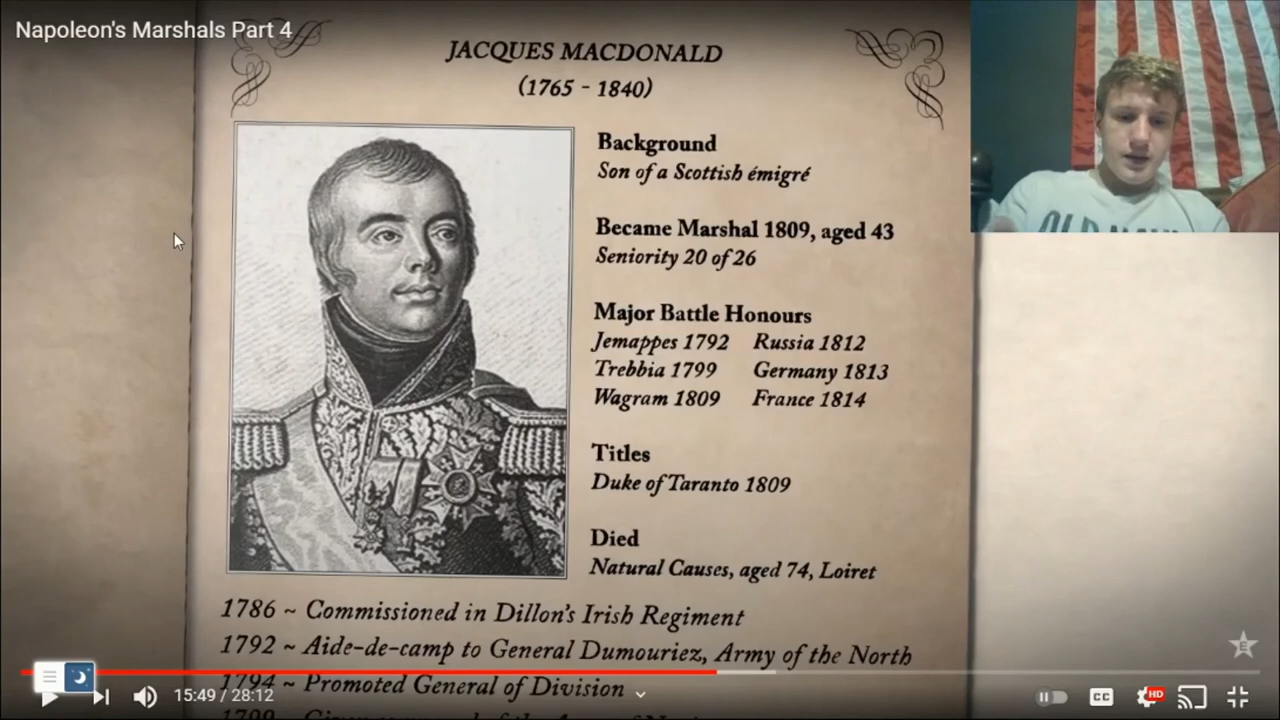 Napoleon's Marshals Part 4
JACQUES MACDONALD
(1765 - 1840)
Background
Son of a Scottish émigré
Became Marshal 1809, aged 43
Seniority 20 of 26
Major Battle Honours
Jemappes 1792 Russia 1812
Trebbia 1799 Germany 1813
Wagram 1809 France 1814
Titles
Duke of Taranto 1809
Died
Natural Causes, aged 74, Loiret
1786 ~ Commissioned in Dillon's Irish Regiment
1792 ~ Aide-de-camp to General Dumouriez, Army of the North
1794 ~ Promoted General of Division
15:49 / 28:12
CC
HD